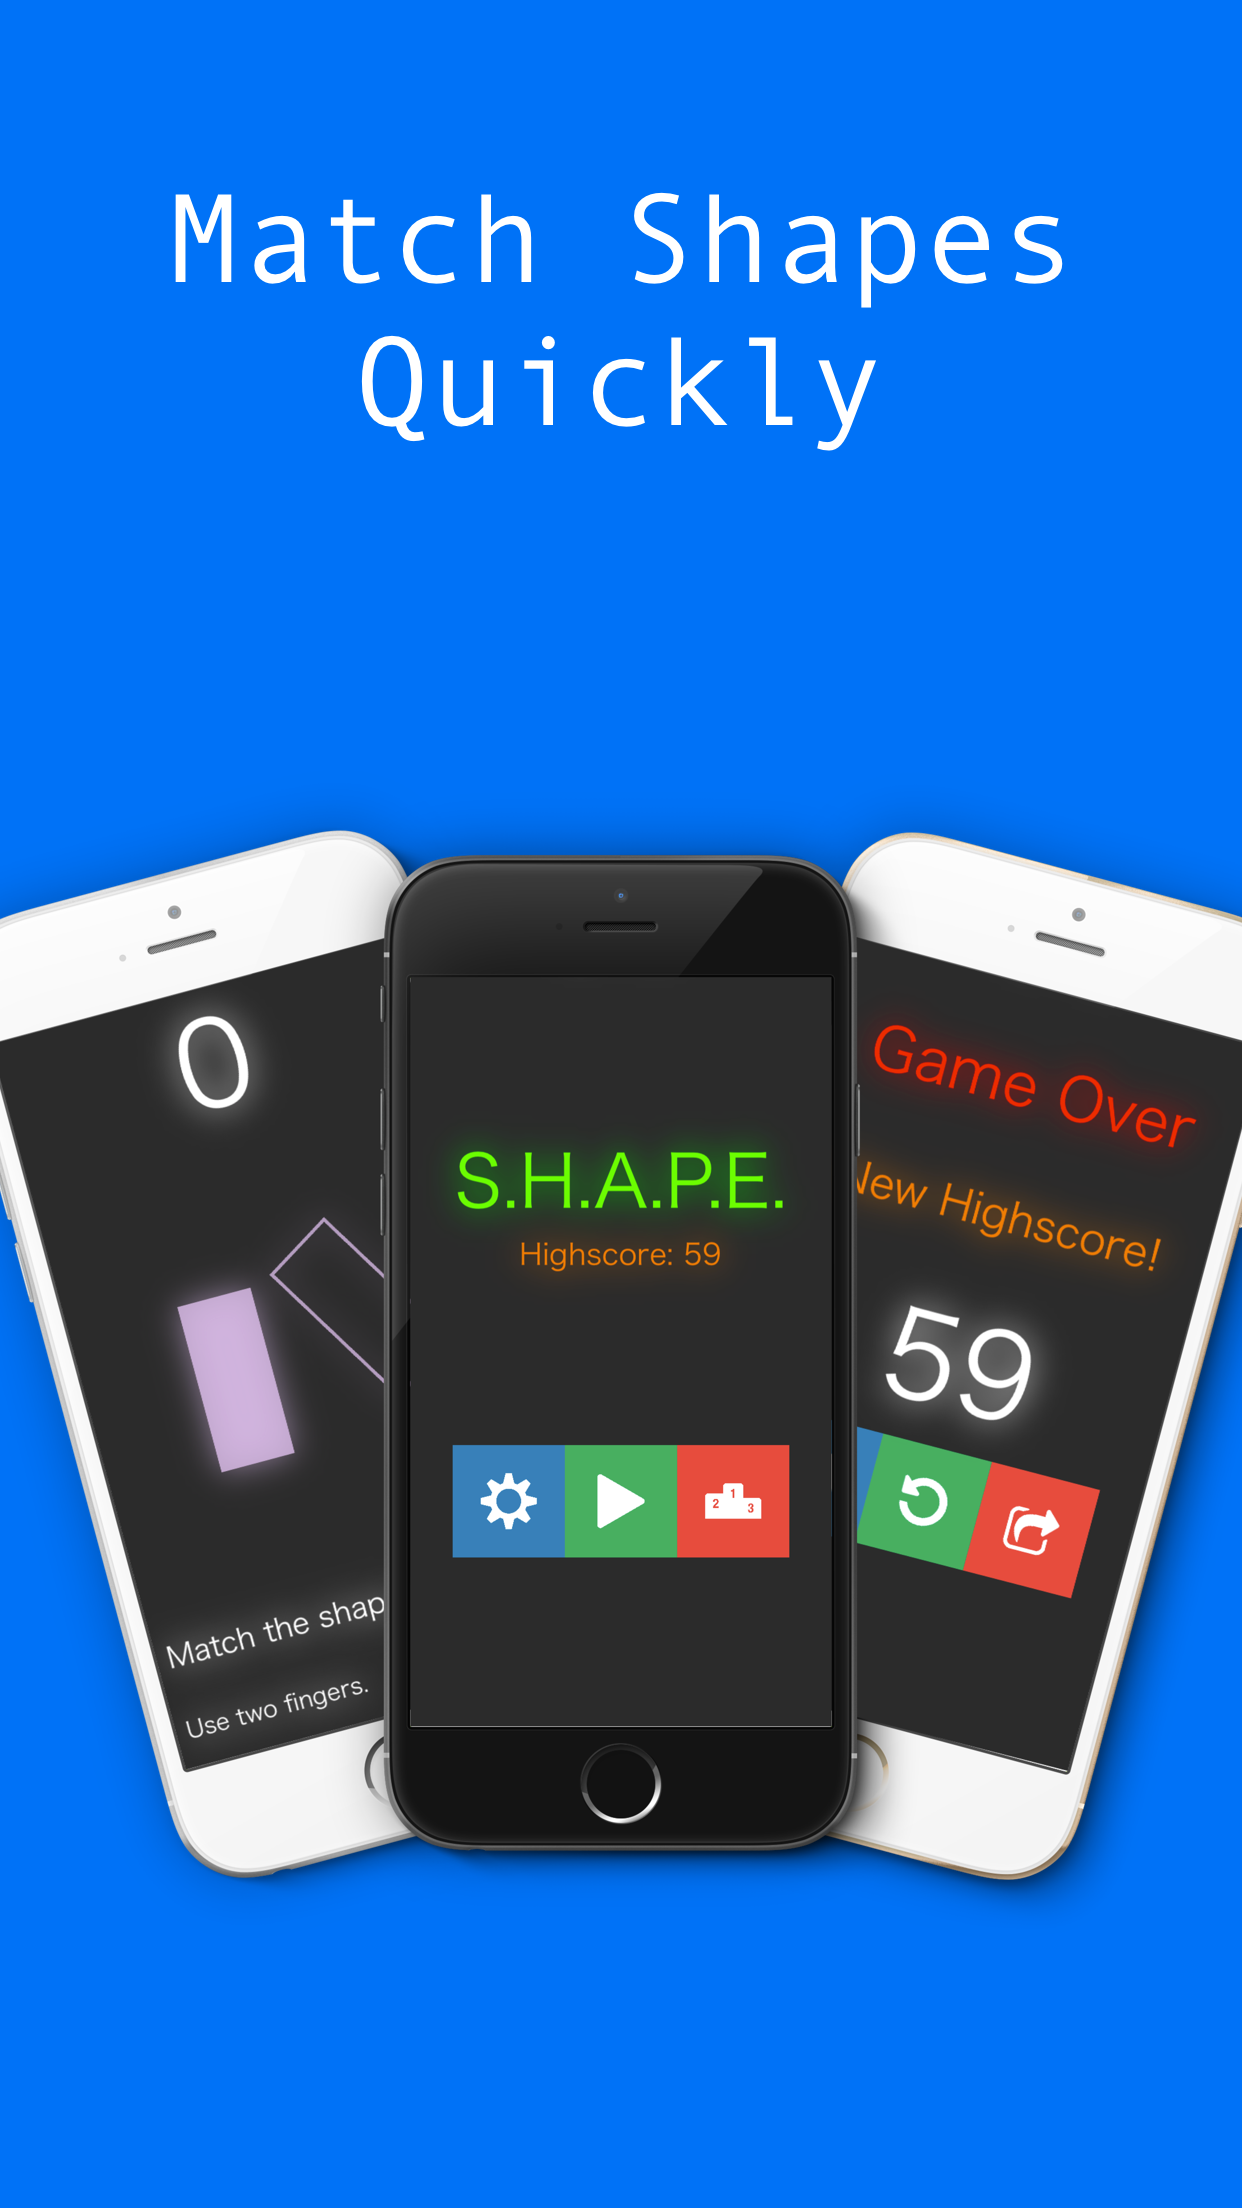 Match Shapes
Quickly
0
Match the shap
Use two fingers.
S.H.A.P.E.
Highscore: 59
2 1 3
Game Over
New Highscore!
59